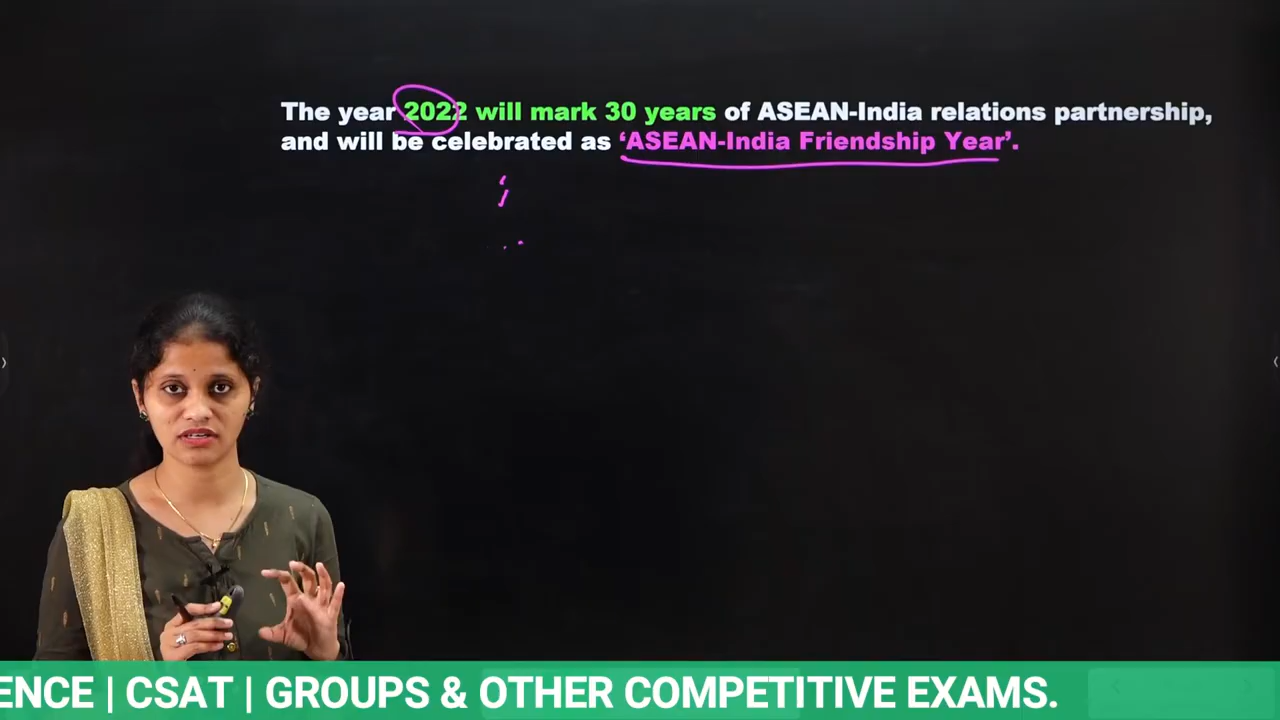 The year 2022 will mark 30 years of ASEAN-India relations partnership,
and will be celebrated as ‘ASEAN-India Friendship Year’.
ENCE | CSAT | GROUPS & OTHER COMPETITIVE EXAMS.